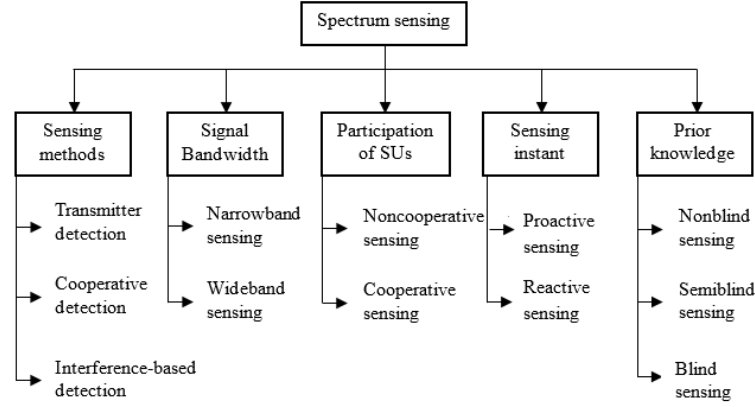 Spectrum sensing
Sensing
methods
Signal
Bandwidth
Participation
of SUs
Sensing
instant
Prior
knowledge
Transmitter
detection
Cooperative
detection
Interference-based
detection
Narrowband
sensing
Wideband
sensing
Noncooperative
sensing
Cooperative
sensing
Proactive
sensing
Reactive
sensing
Nonblind
sensing
Semiblind
sensing
Blind
sensing